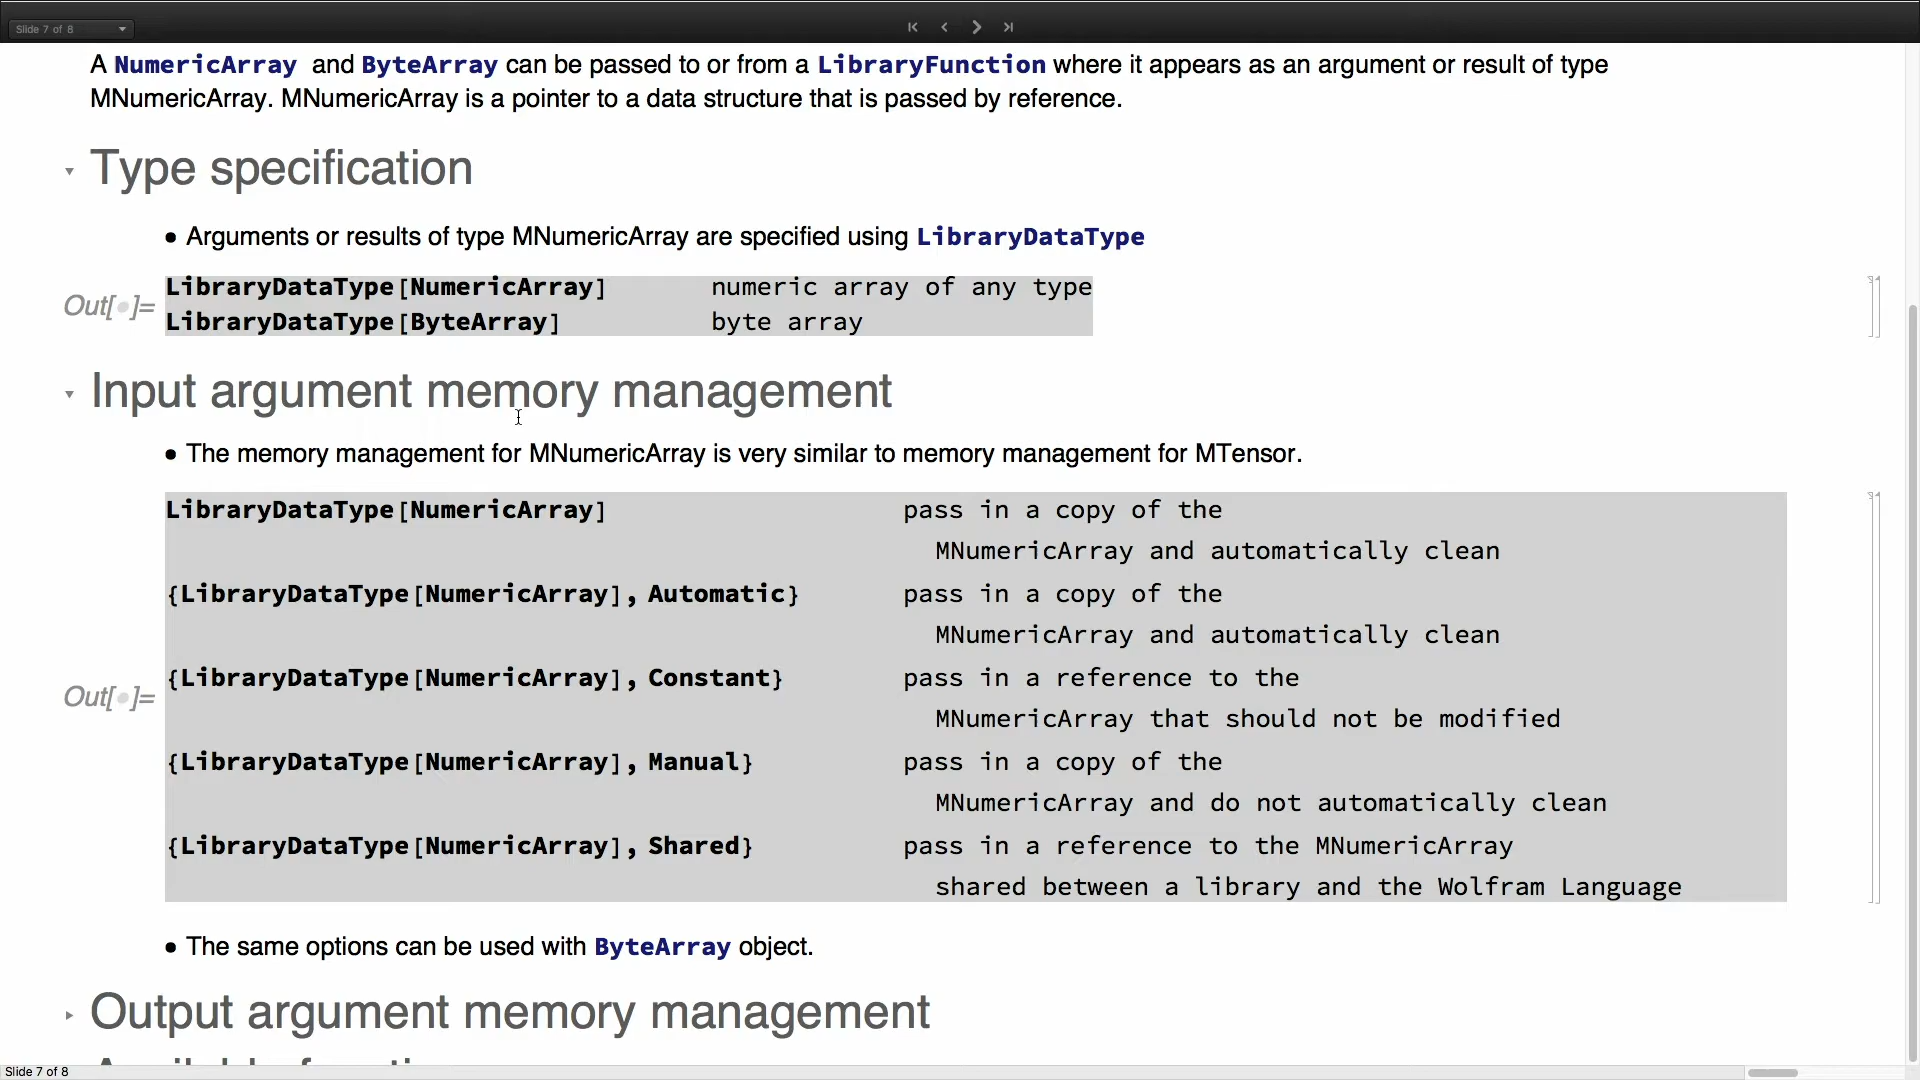 Slide 7 of 8
A NumericArray and ByteArray can be passed to or from a LibraryFunction where it appears as an argument or result of type
MNumericArray. MNumericArray is a pointer to a data structure that is passed by reference.
Type specification
• Arguments or results of type MNumericArray are specified using LibraryDataType
Out[•]=
LibraryDataType[NumericArray] numeric array of any type
LibraryDataType[ByteArray] byte array
Input argument memory management
• The memory management for MNumericArray is very similar to memory management for MTensor.
Out[•]=
LibraryDataType[NumericArray] pass in a copy of the
MNumericArray and automatically clean
{LibraryDataType[NumericArray], Automatic} pass in a copy of the
MNumericArray and automatically clean
{LibraryDataType[NumericArray], Constant} pass in a reference to the
MNumericArray that should not be modified
{LibraryDataType[NumericArray], Manual} pass in a copy of the
MNumericArray and do not automatically clean
{LibraryDataType[NumericArray], Shared} pass in a reference to the MNumericArray
shared between a library and the Wolfram Language
• The same options can be used with ByteArray object.
Output argument memory management
Slide 7 of 8